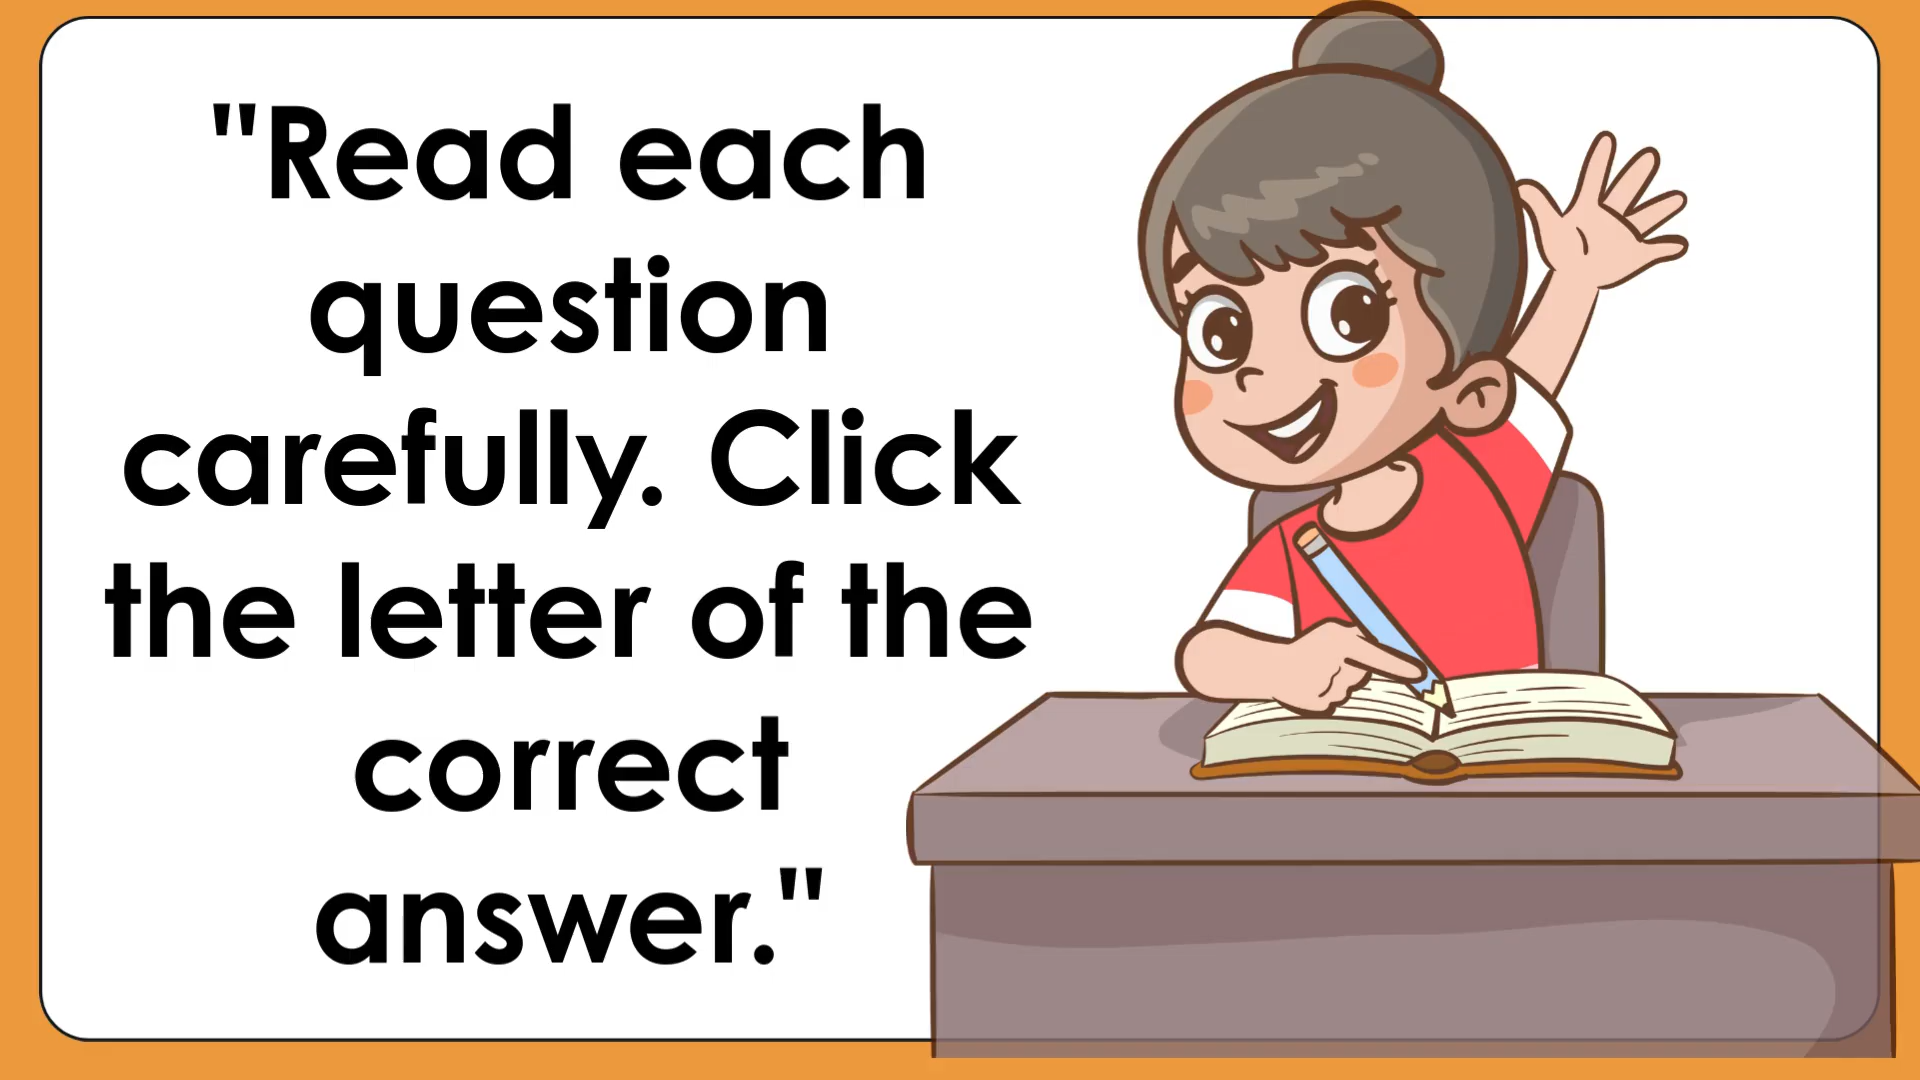 "Read each
question
carefully. Click
the letter of the
correct
answer."